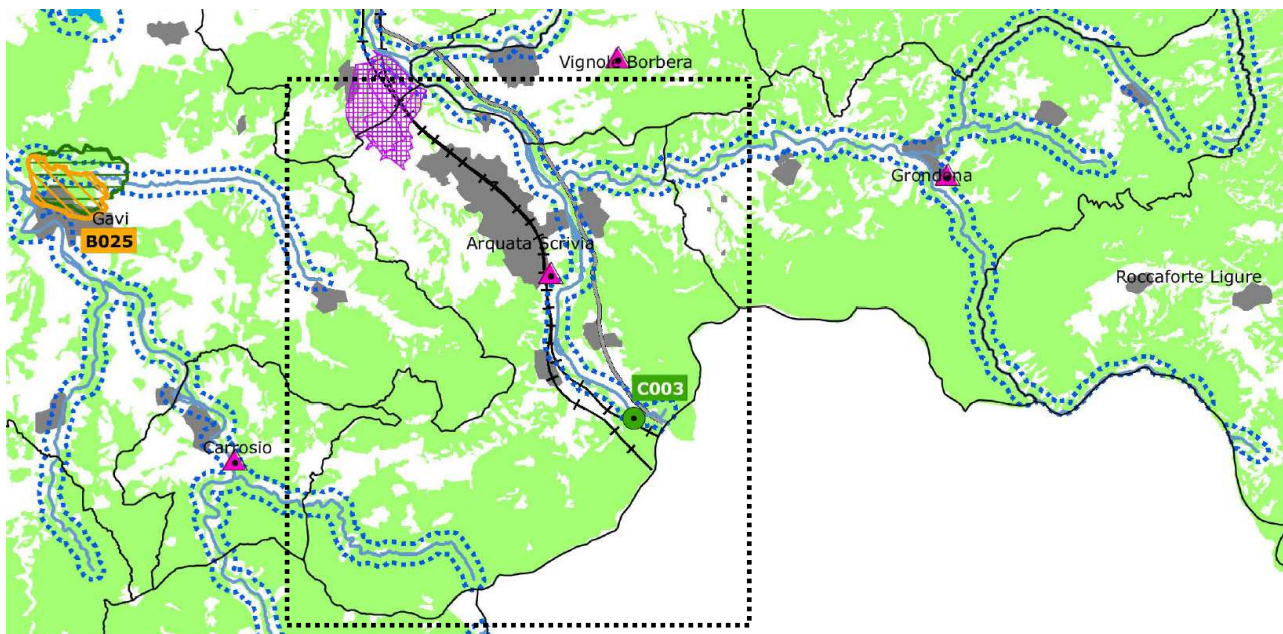 Vignole Borbera
Grondona
Gavi
B025
Arquata Scrivia
Roccaforte Ligure
C003
Carrosio